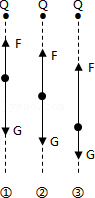 Q Q Q
F F F
G G G
① ② ③